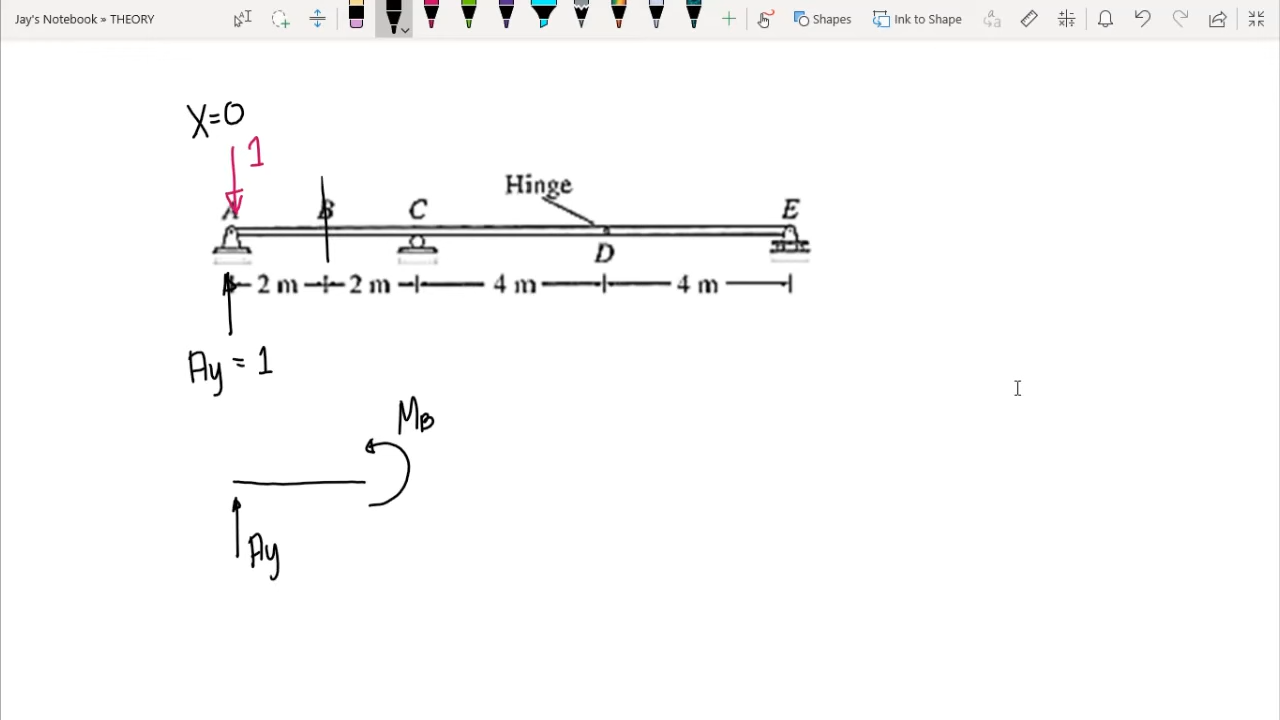 Jay's Notebook » THEORY
Shapes
Ink to Shape
X=0
1
Hinge
A B C E
D
2 m 2 m 4 m 4 m
Ay = 1
MB
Ay